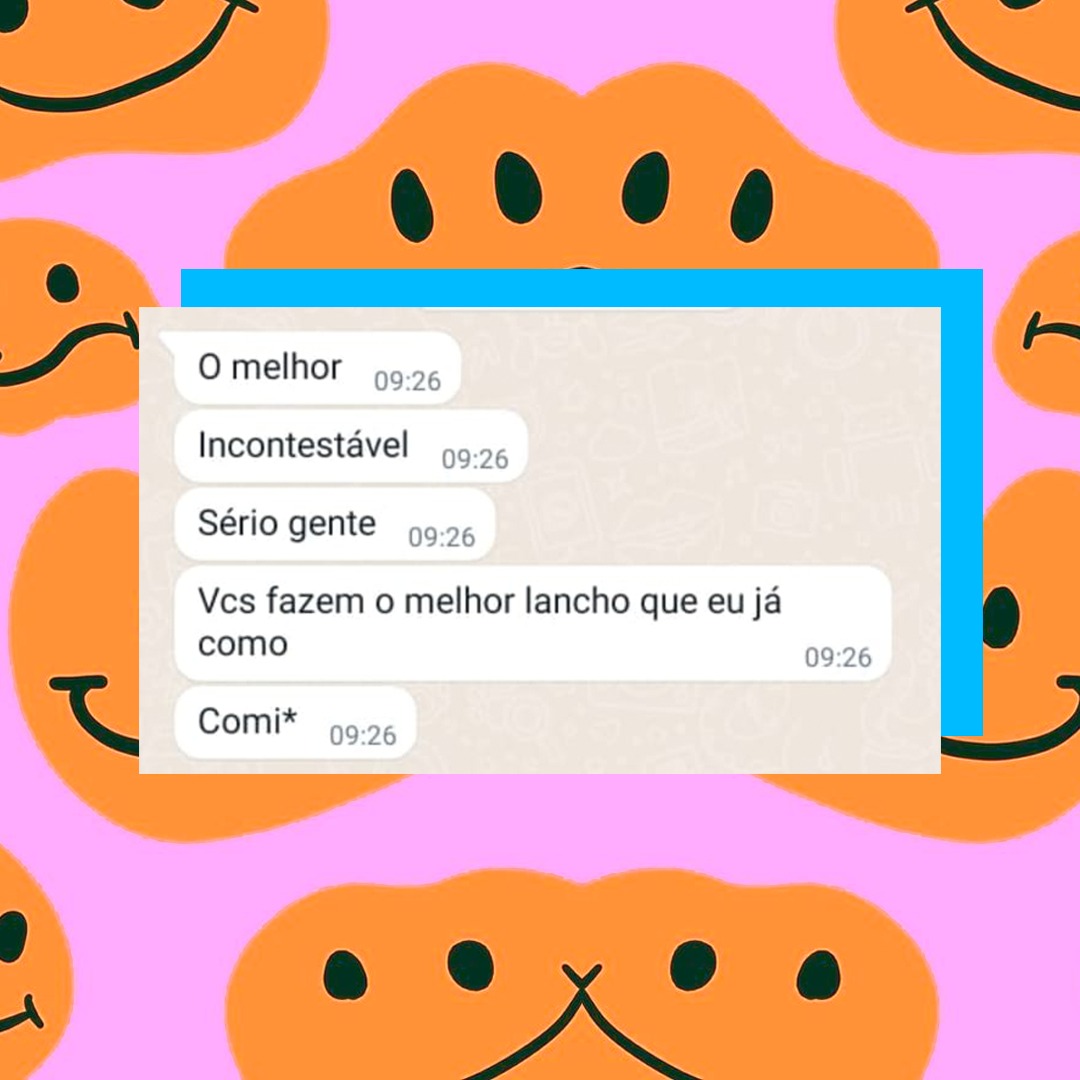 O melhor 09:26
Incontestável 09:26
Sério gente 09:26
Vcs fazem o melhor lancho que eu já
como 09:26
Comi* 09:26